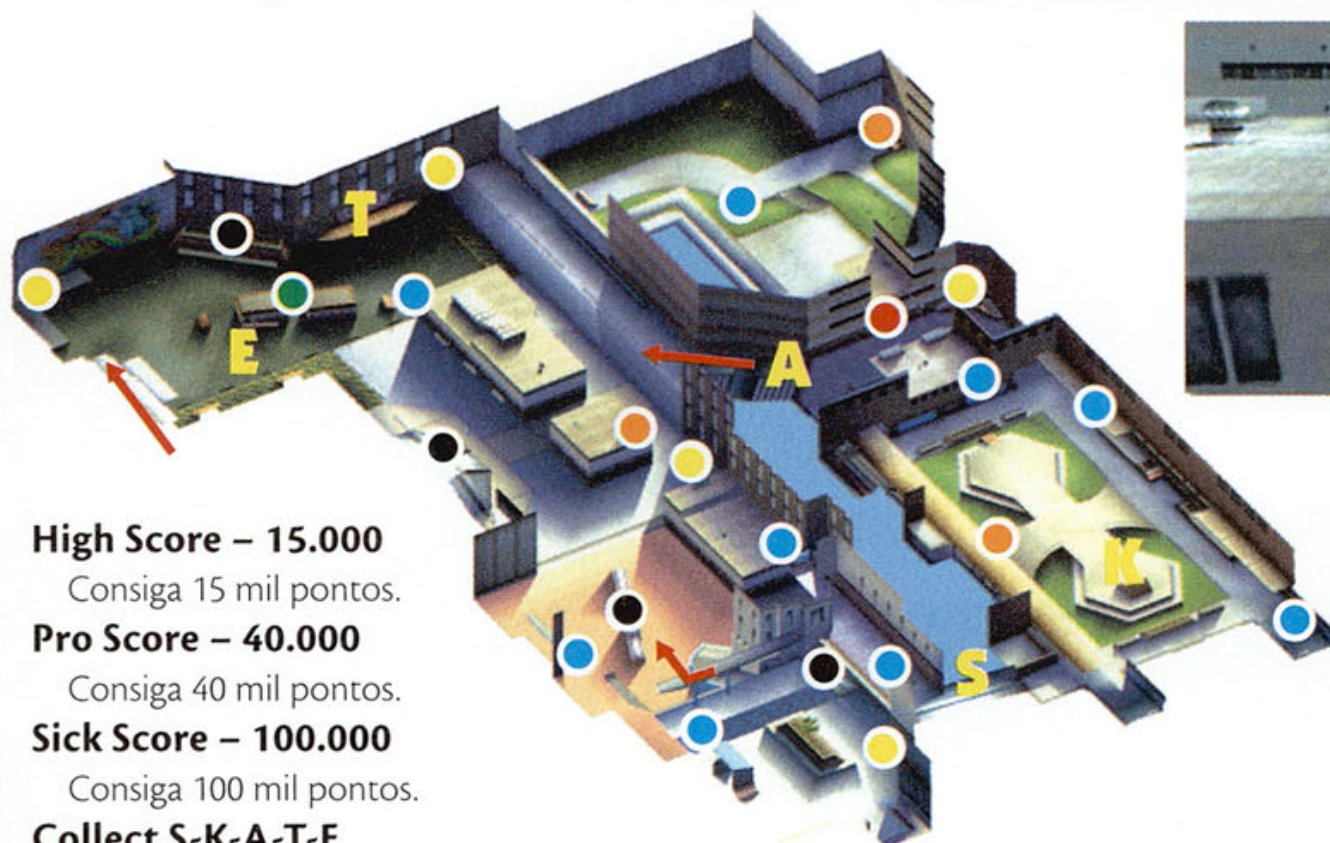 T
E
A
K
S
High Score – 15.000
Consiga 15 mil pontos.
Pro Score – 40.000
Consiga 40 mil pontos.
Sick Score – 100.000
Consiga 100 mil pontos.
Collect S-K-A-T-E